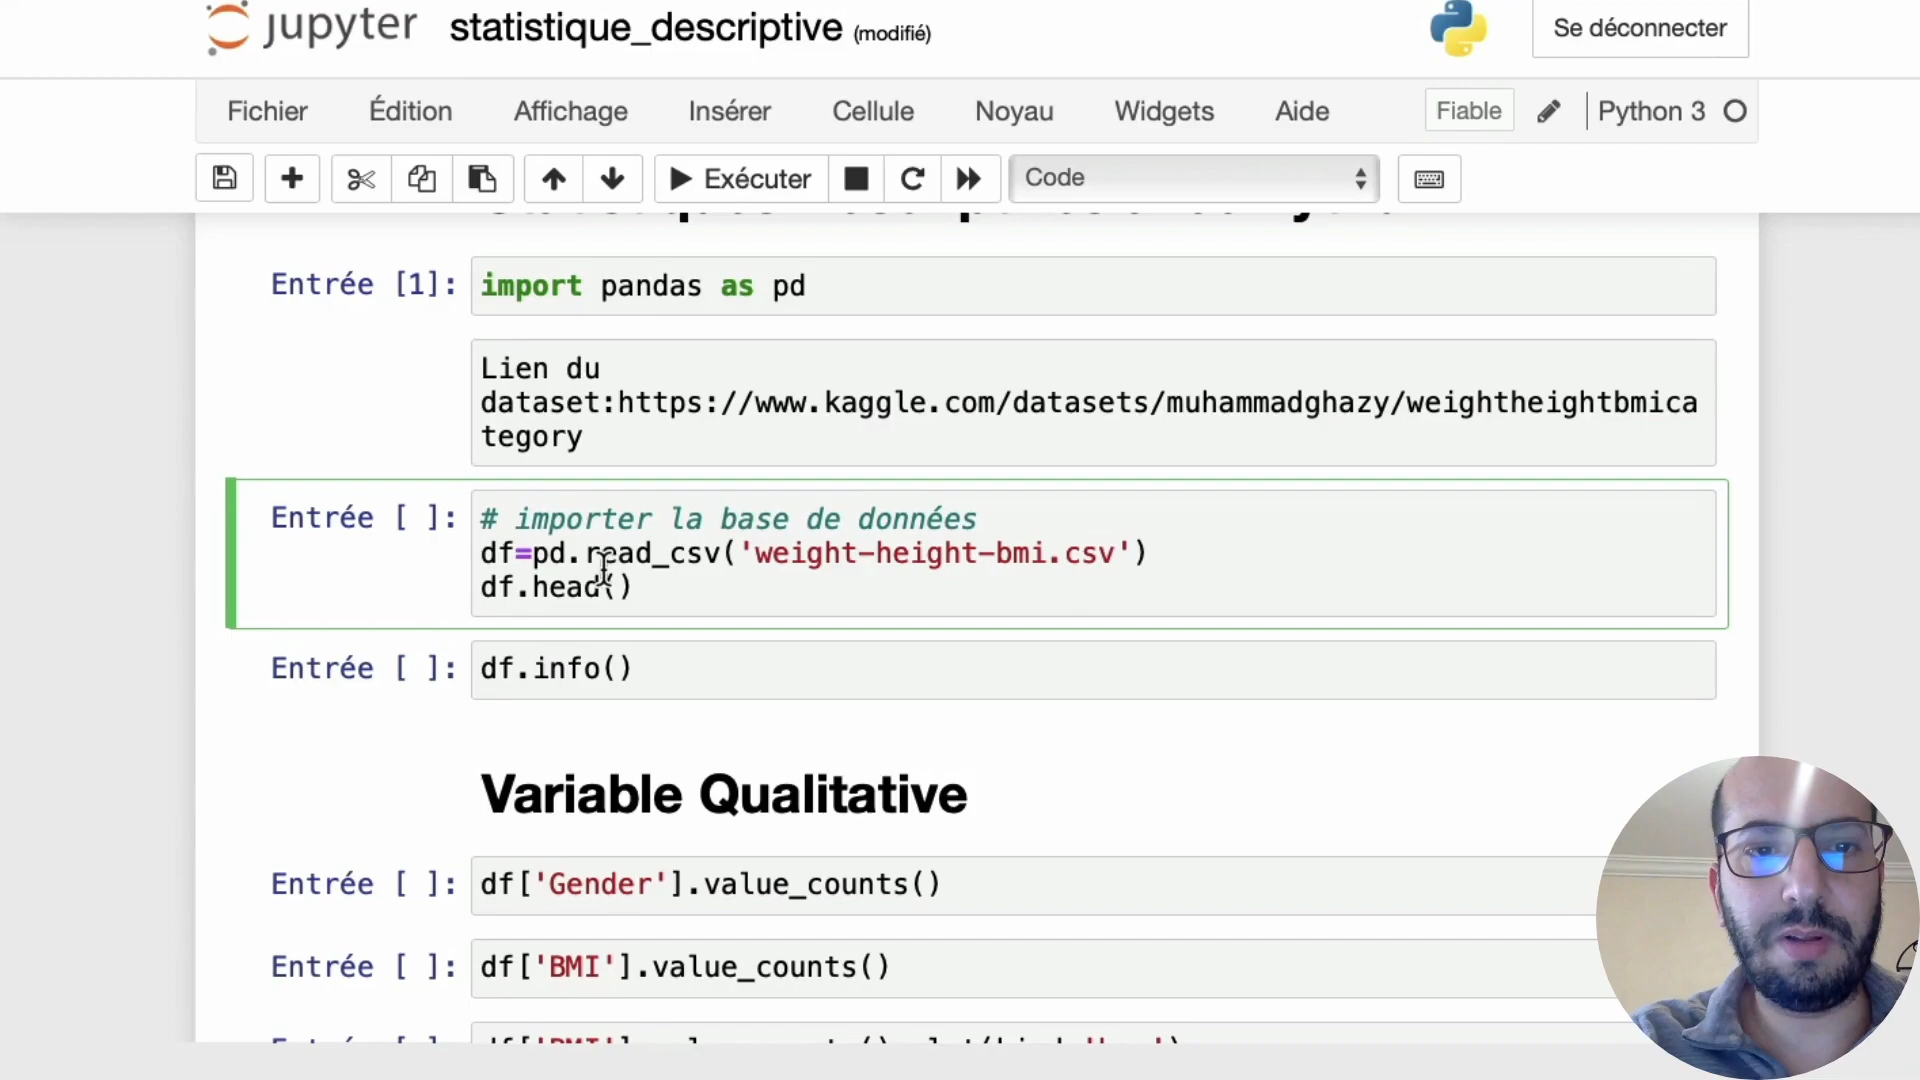 jupyter statistique_descriptive (modifié) Se déconnecter
Fichier Édition Affichage Insérer Cellule Noyau Widgets Aide Fiable Python 3
Exécuter Code
Entrée [1]: import pandas as pd
Lien du
dataset:https://www.kaggle.com/datasets/muhammadghazy/weightheightbmica
tegory
Entrée [ ]: # importer la base de données
df=pd.read_csv('weight-height-bmi.csv')
df.head()
Entrée [ ]: df.info()
Variable Qualitative
Entrée [ ]: df['Gender'].value_counts()
Entrée [ ]: df['BMI'].value_counts()